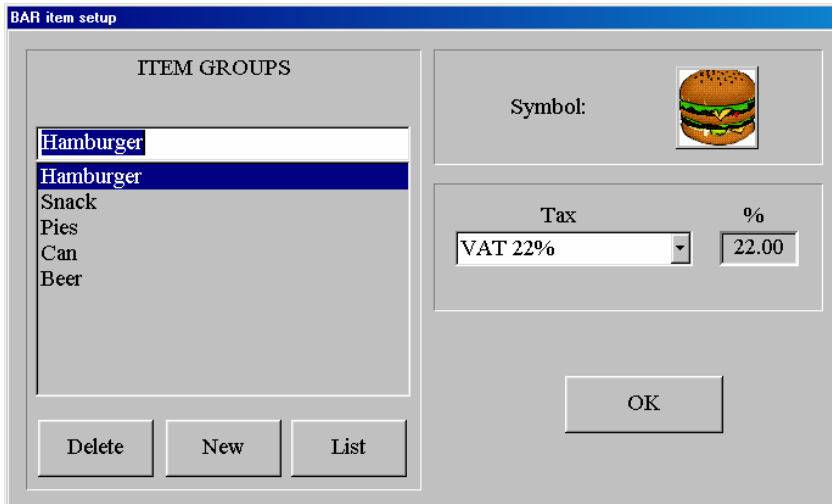 BAR item setup
ITEM GROUPS
Hamburger
Hamburger
Snack
Pies
Can
Beer
Delete New List
Symbol:
Tax %
VAT 22% 22.00
OK